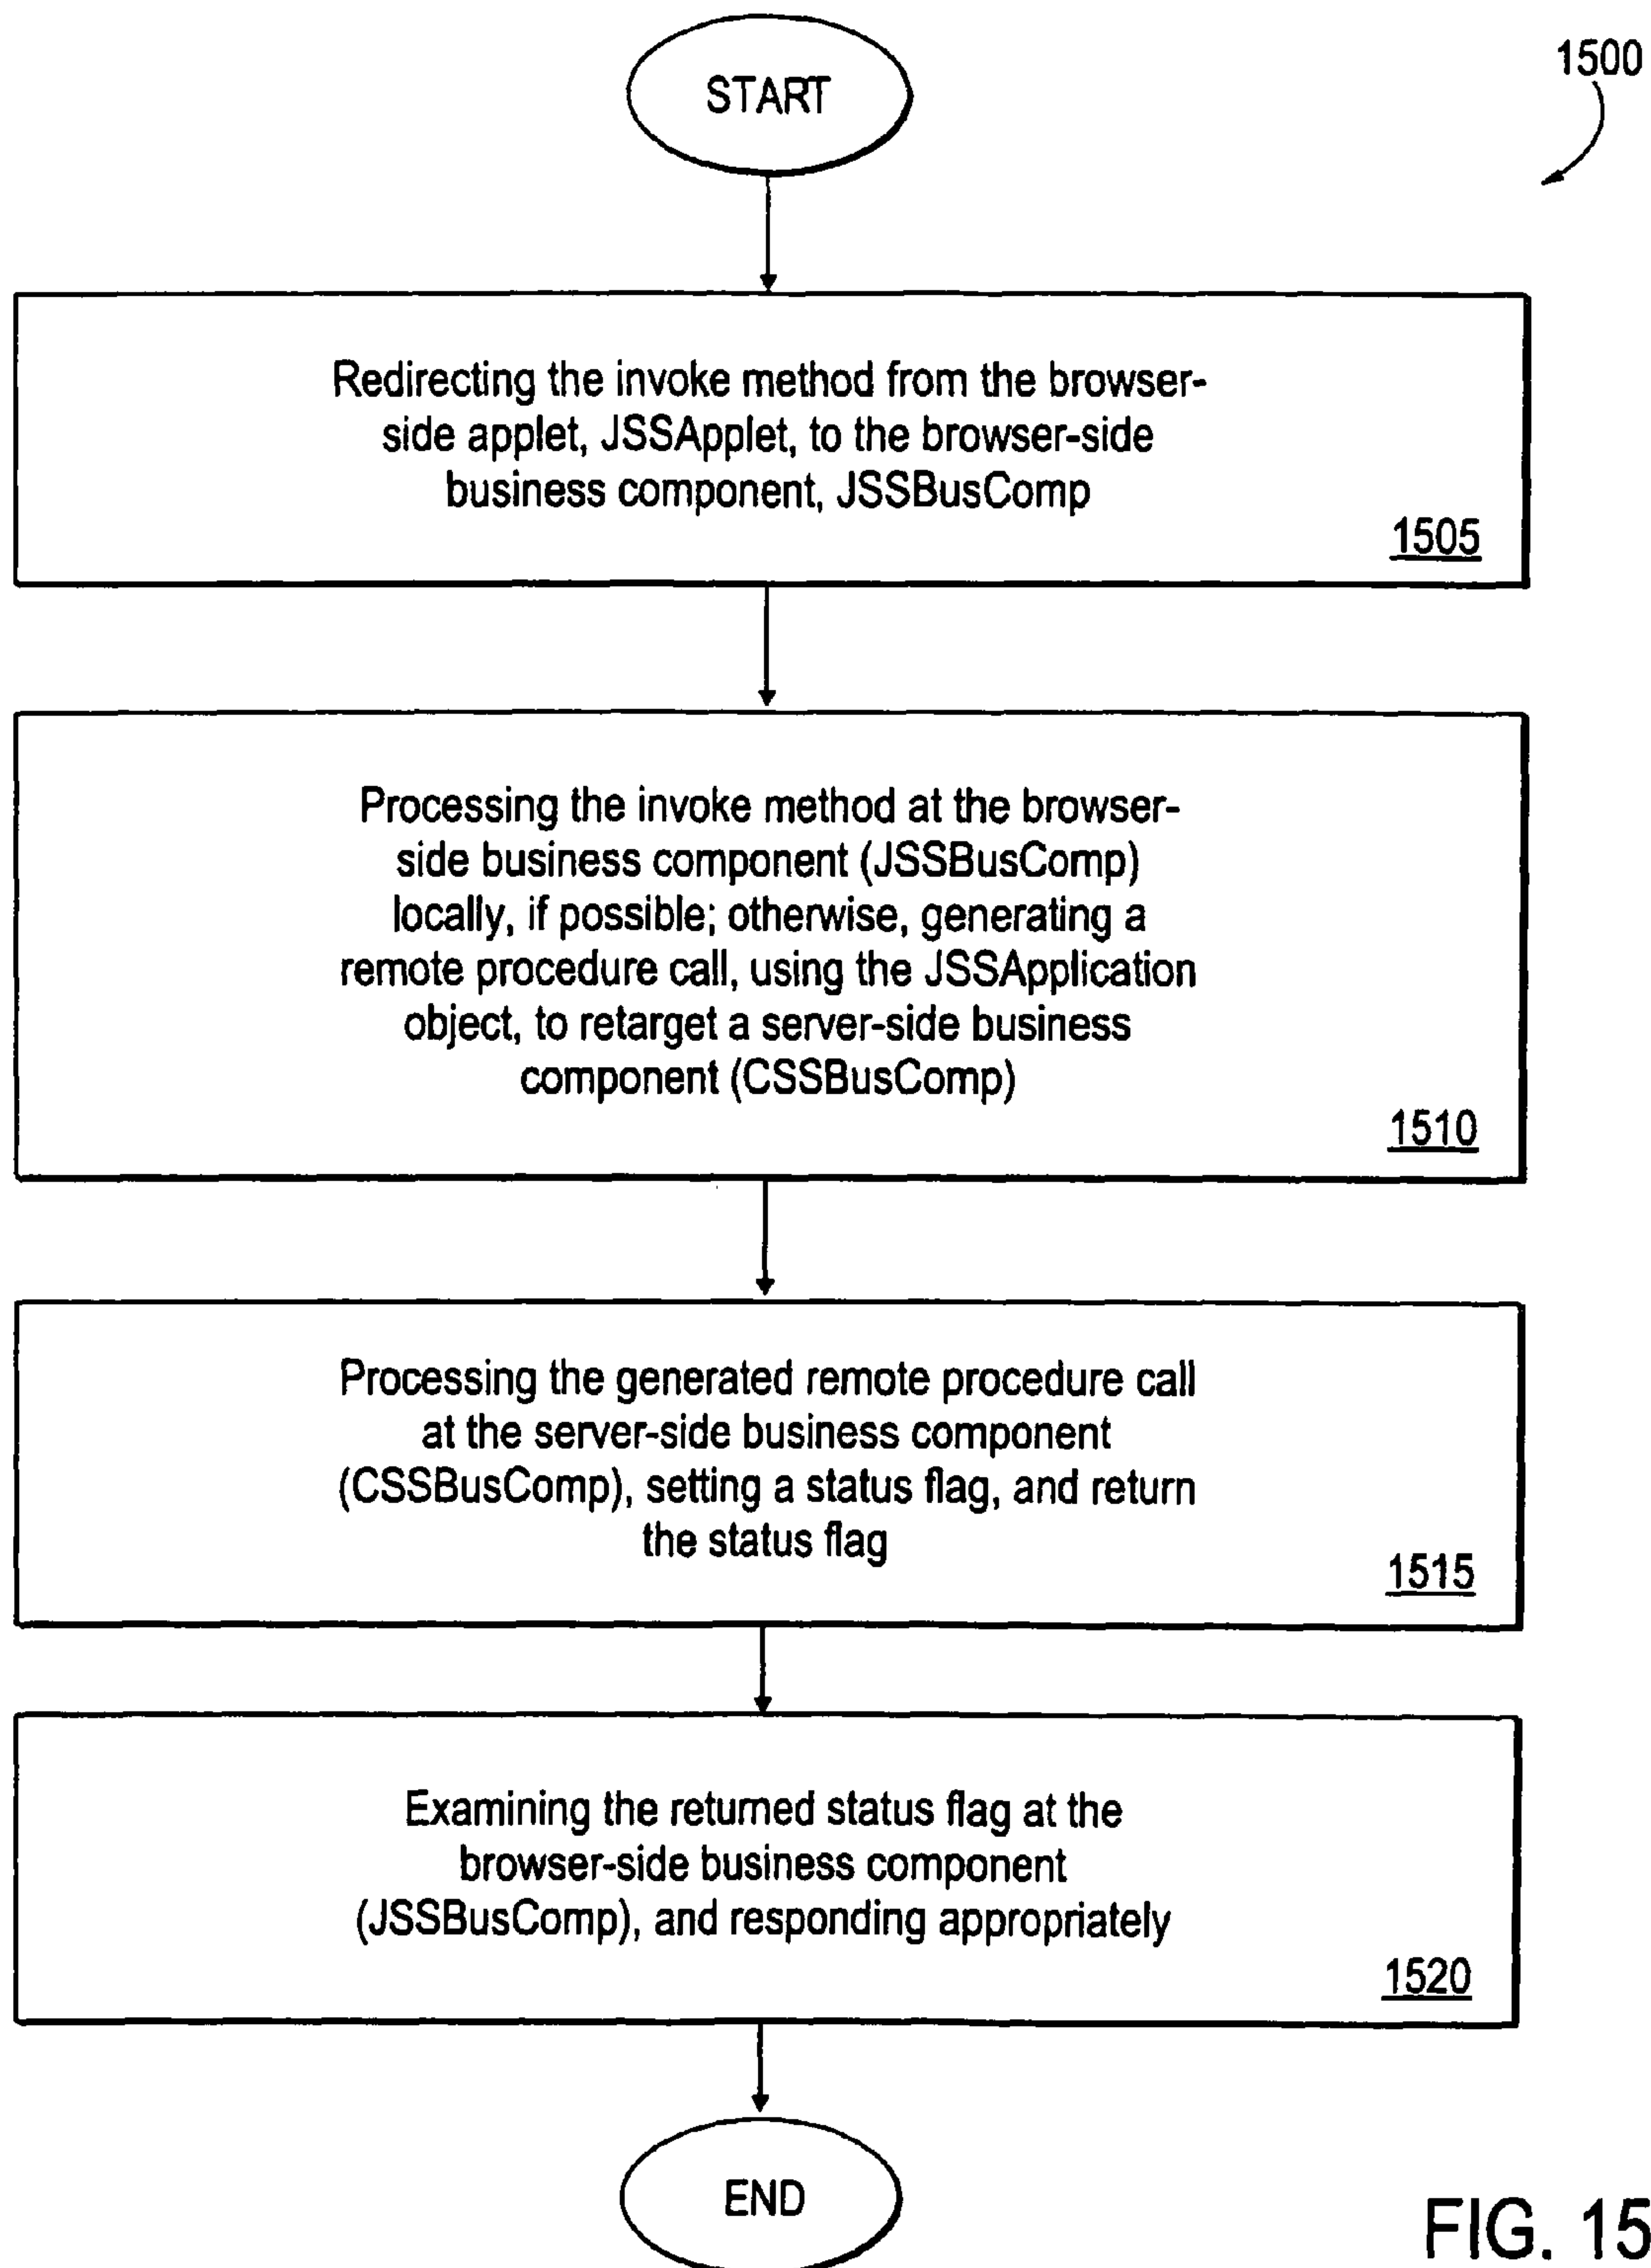 START
1500
Redirecting the invoke method from the browser-
side applet, JSSApplet, to the browser-side
business component, JSSBusComp
1505
Processing the invoke method at the browser-
side business component (JSSBusComp)
locally, if possible; otherwise, generating a
remote procedure call, using the JSSApplication
object, to retarget a server-side business
component (CSSBusComp)
1510
Processing the generated remote procedure call
at the server-side business component
(CSSBusComp), setting a status flag, and return
the status flag
1515
Examining the returned status flag at the
browser-side business component
(JSSBusComp), and responding appropriately
1520
END
FIG. 15